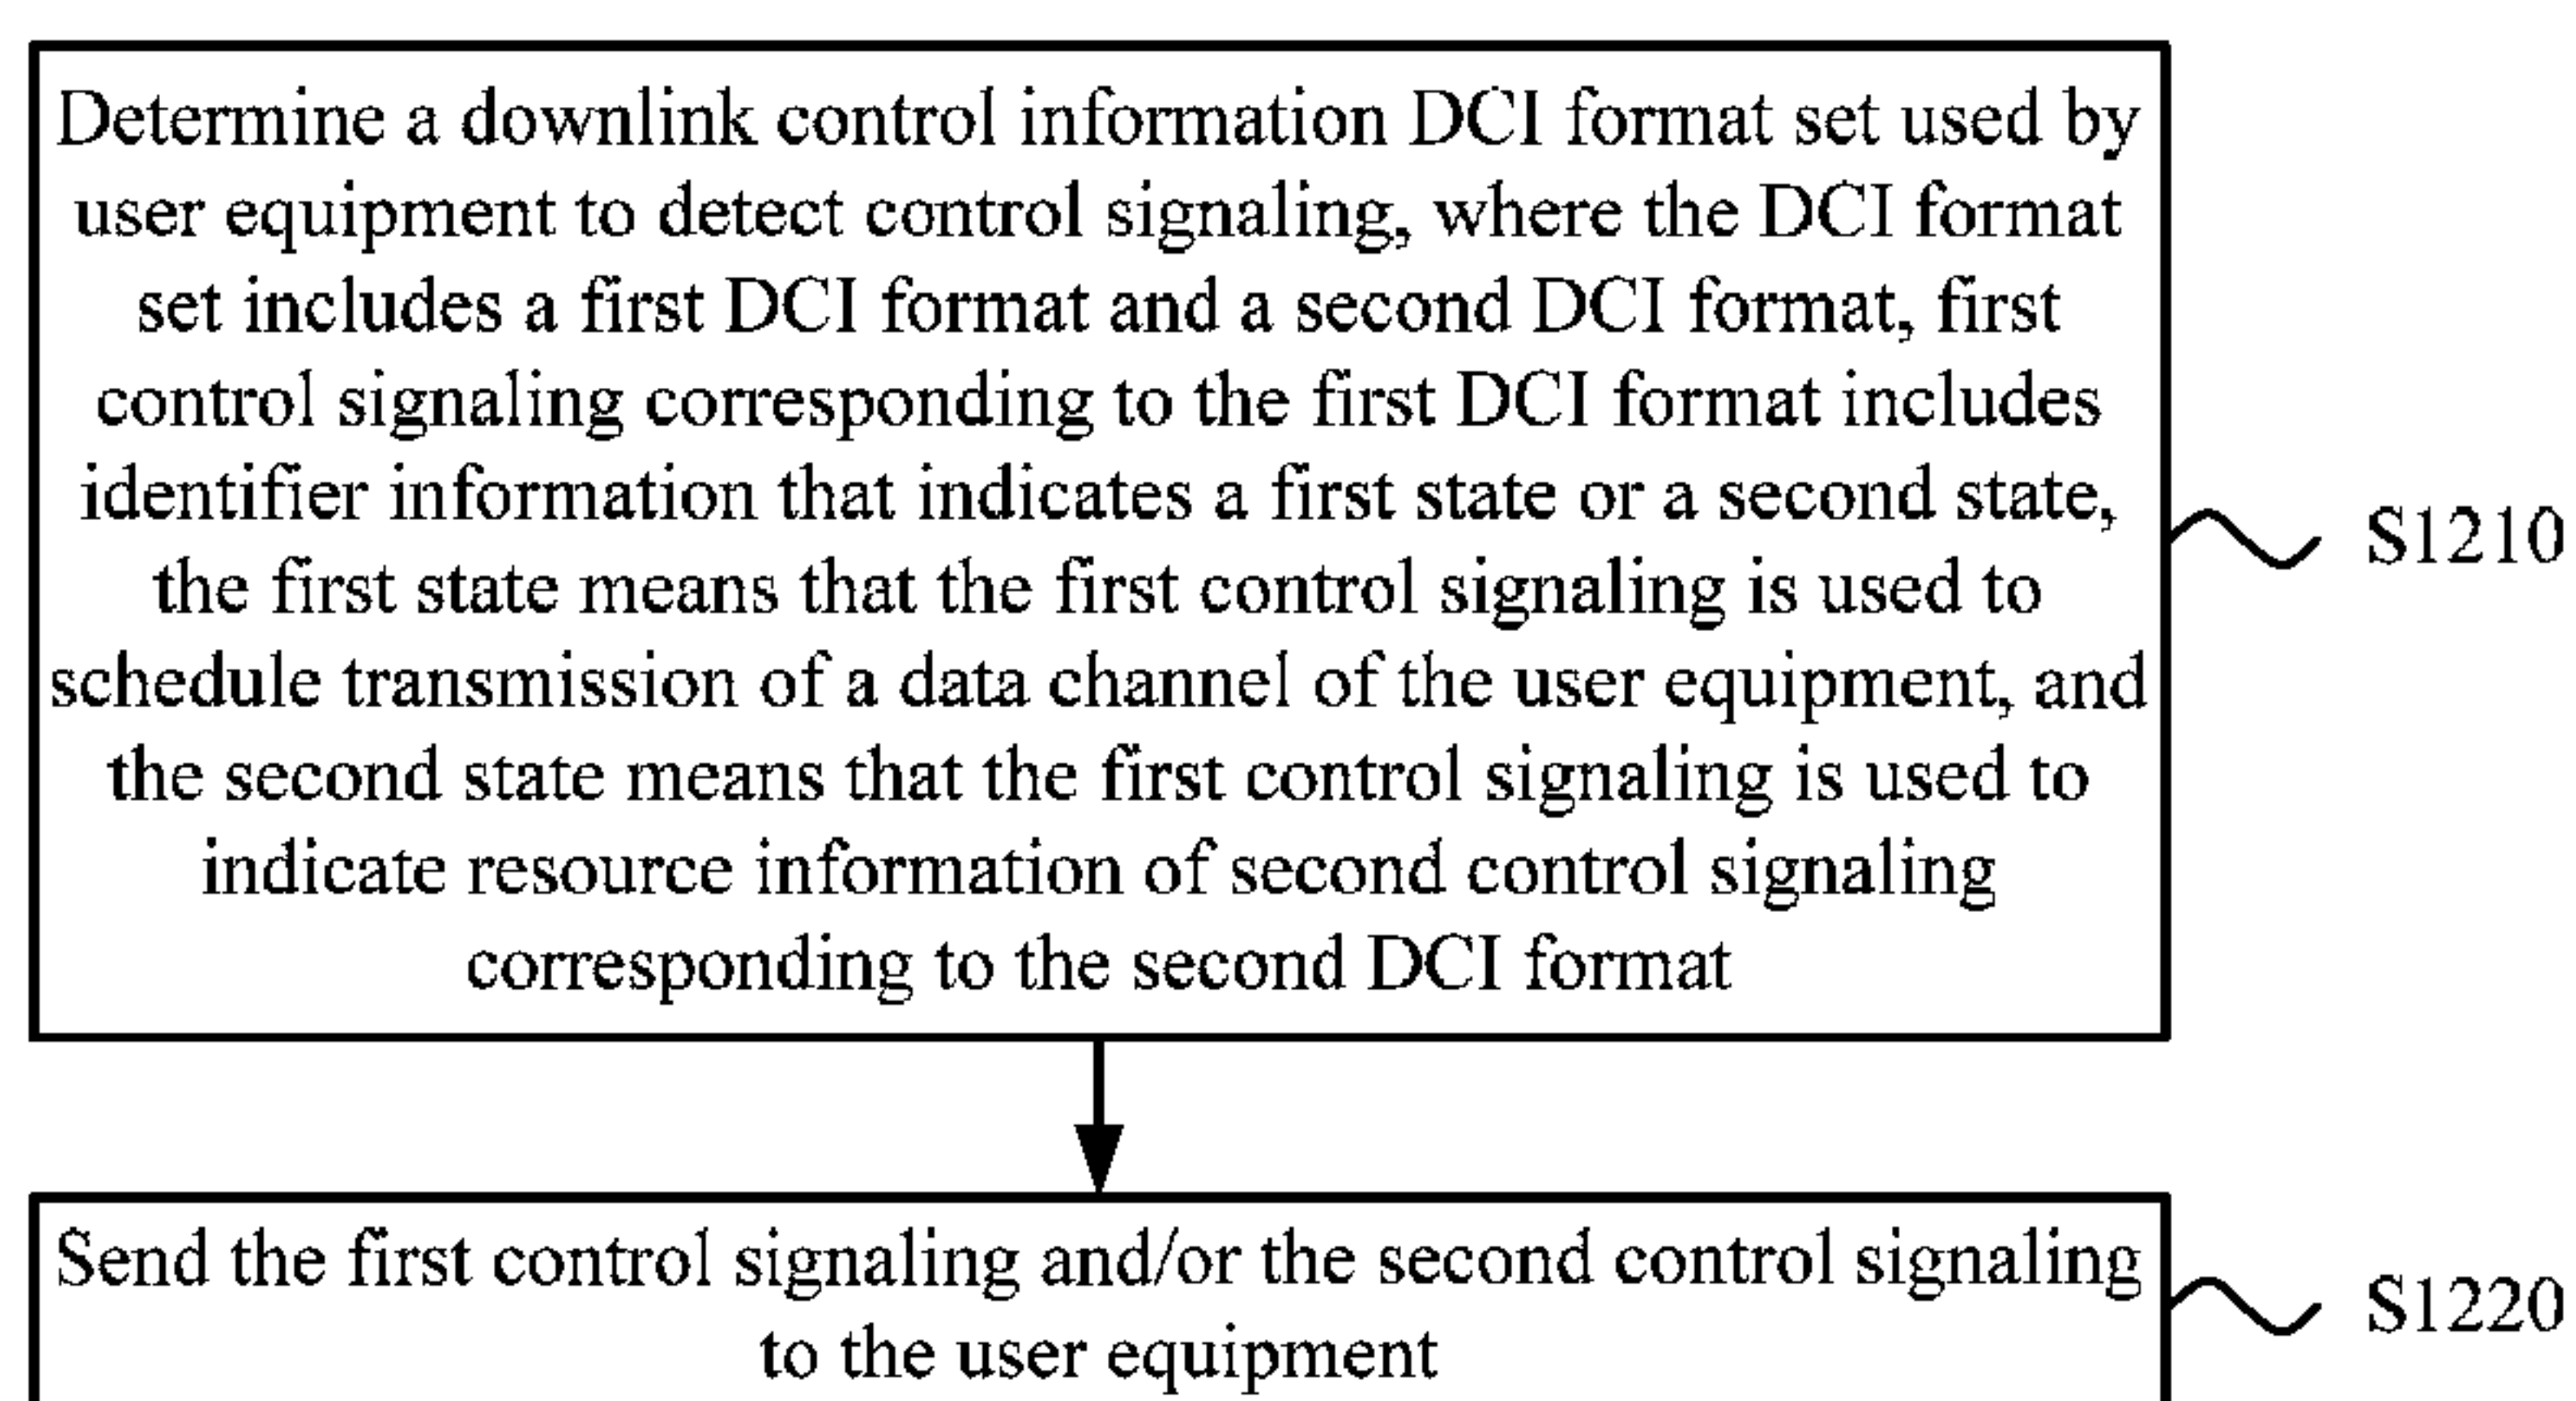 Determine a downlink control information DCI format set used by
user equipment to detect control signaling, where the DCI format
set includes a first DCI format and a second DCI format, first
control signaling corresponding to the first DCI format includes
identifier information that indicates a first state or a second state,
the first state means that the first control signaling is used to
schedule transmission of a data channel of the user equipment, and
the second state means that the first control signaling is used to
indicate resource information of second control signaling
corresponding to the second DCI format
S1210
Send the first control signaling and/or the second control signaling
to the user equipment
S1220